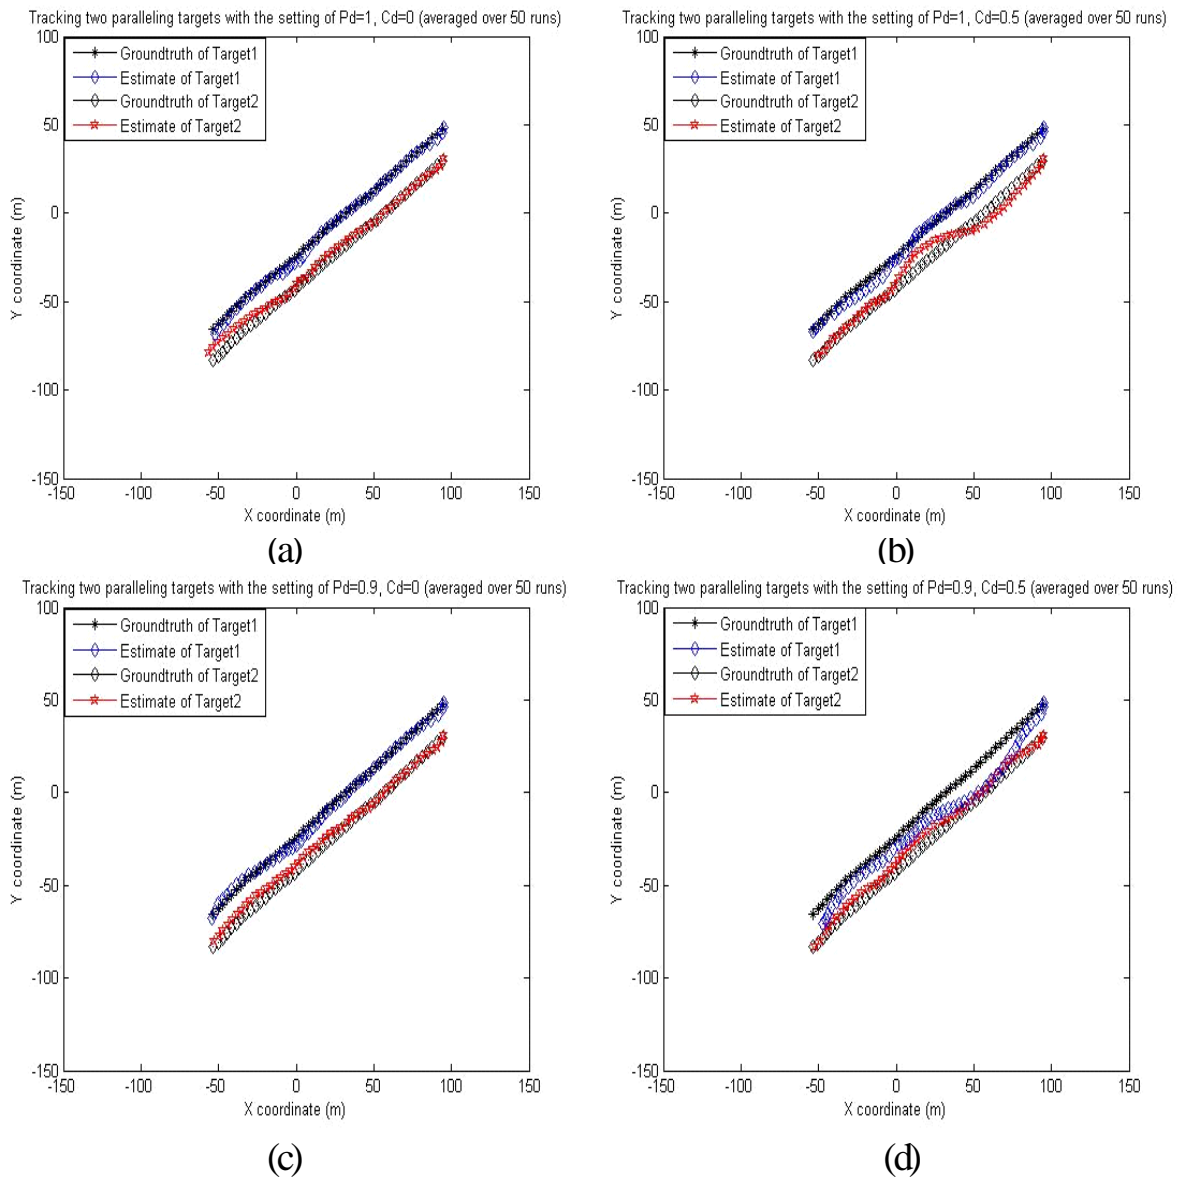 Tracking two paralleling targets with the setting of Pd=1, Cd=0 (averaged over 50 runs)
100
50
0
-50
-100
-150
Y coordinate (m)
Groundtruth of Target1
Estimate of Target1
Groundtruth of Target2
Estimate of Target2
-150 -100 -50 0 50 100 150
X coordinate (m)
(a)
Tracking two paralleling targets with the setting of Pd=1, Cd=0.5 (averaged over 50 runs)
100
50
0
-50
-100
-150
Y coordinate (m)
Groundtruth of Target1
Estimate of Target1
Groundtruth of Target2
Estimate of Target2
-150 -100 -50 0 50 100 150
X coordinate (m)
(b)
Tracking two paralleling targets with the setting of Pd=0.9, Cd=0 (averaged over 50 runs)
100
50
0
-50
-100
-150
Y coordinate (m)
Groundtruth of Target1
Estimate of Target1
Groundtruth of Target2
Estimate of Target2
-150 -100 -50 0 50 100 150
X coordinate (m)
(c)
Tracking two paralleling targets with the setting of Pd=0.9, Cd=0.5 (averaged over 50 runs)
100
50
0
-50
-100
-150
Y coordinate (m)
Groundtruth of Target1
Estimate of Target1
Groundtruth of Target2
Estimate of Target2
-150 -100 -50 0 50 100 150
X coordinate (m)
(d)